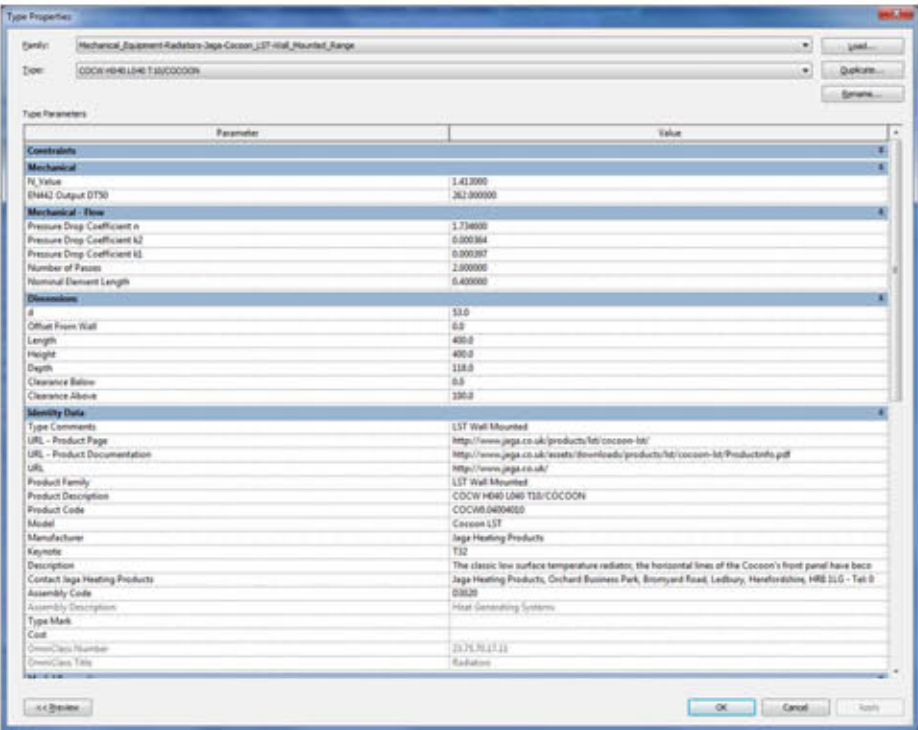 Type Properties
Family: Mechanical_Equipment-Radiators-Jaga-Cocoon_LST-Wall_Mounted_Range Load...
Type: COCW H040 L040 T10/COCOON Duplicate...
Rename...
Type Parameters
Parameter Value
Constraints
Mechanical
N_Value 1.413000
EN442 Output DT50 262.000000
Mechanical - Flow
Pressure Drop Coefficient n 1.734600
Pressure Drop Coefficient k2 0.000364
Pressure Drop Coefficient k1 0.000397
Number of Passes 2.000000
Nominal Element Length 0.400000
Dimensions
d 53.0
Offset From Wall 0.0
Length 400.0
Height 400.0
Depth 118.0
Clearance Below 0.0
Clearance Above 100.0
Identity Data
Type Comments LST Wall Mounted
URL - Product Page http://www.jaga.co.uk/products/lst/cocoon-lst/
URL - Product Documentation http://www.jaga.co.uk/assets/downloads/products/lst/cocoon-lst/Productinfo.pdf
URL http://www.jaga.co.uk/
Product Family LST Wall Mounted
Product Description COCW H040 L040 T10/COCOON
Product Code COCW0.04004010
Model Cocoon LST
Manufacturer Jaga Heating Products
Keynote T32
Description The classic low surface temperature radiator, the horizontal lines of the Cocoon's front panel have beco
Contact Jaga Heating Products Jaga Heating Products, Orchard Business Park, Bromyard Road, Ledbury, Herefordshire, HR8 1LG - Tel: 0
Assembly Code D3020
Assembly Description Heat Generating Systems
Type Mark
Cost
OmniClass Number 23.75.70.17.11
OmniClass Title Radiators
<< Preview OK Cancel Apply